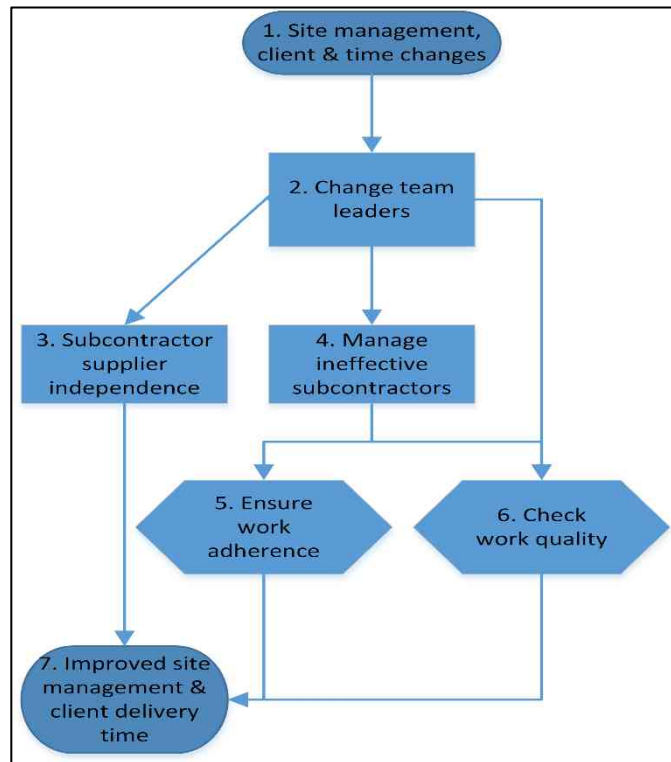 1. Site management,
client & time changes
2. Change team
leaders
3. Subcontractor
supplier
independence
4. Manage
ineffective
subcontractors
5. Ensure
work
adherence
6. Check
work quality
7. Improved site
management &
client delivery
time